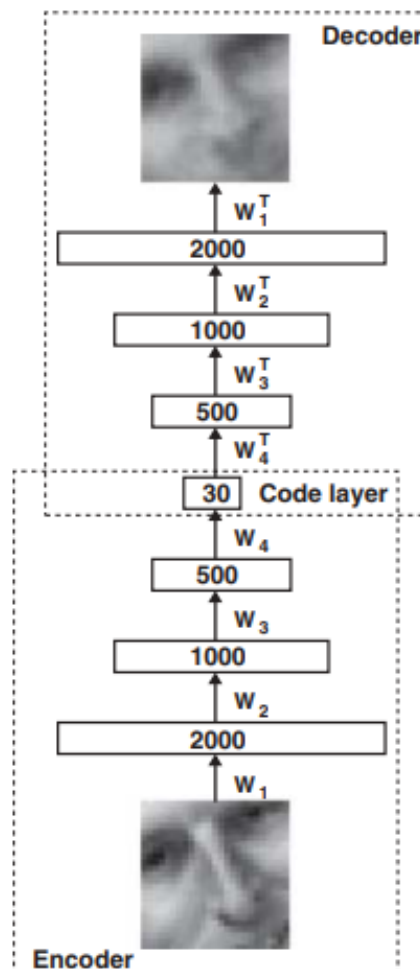 Decoder
W₁ᵀ
2000
W₂ᵀ
1000
W₃ᵀ
500
W₄ᵀ
30 Code layer
W₄
500
W₃
1000
W₂
2000
W₁
Encoder